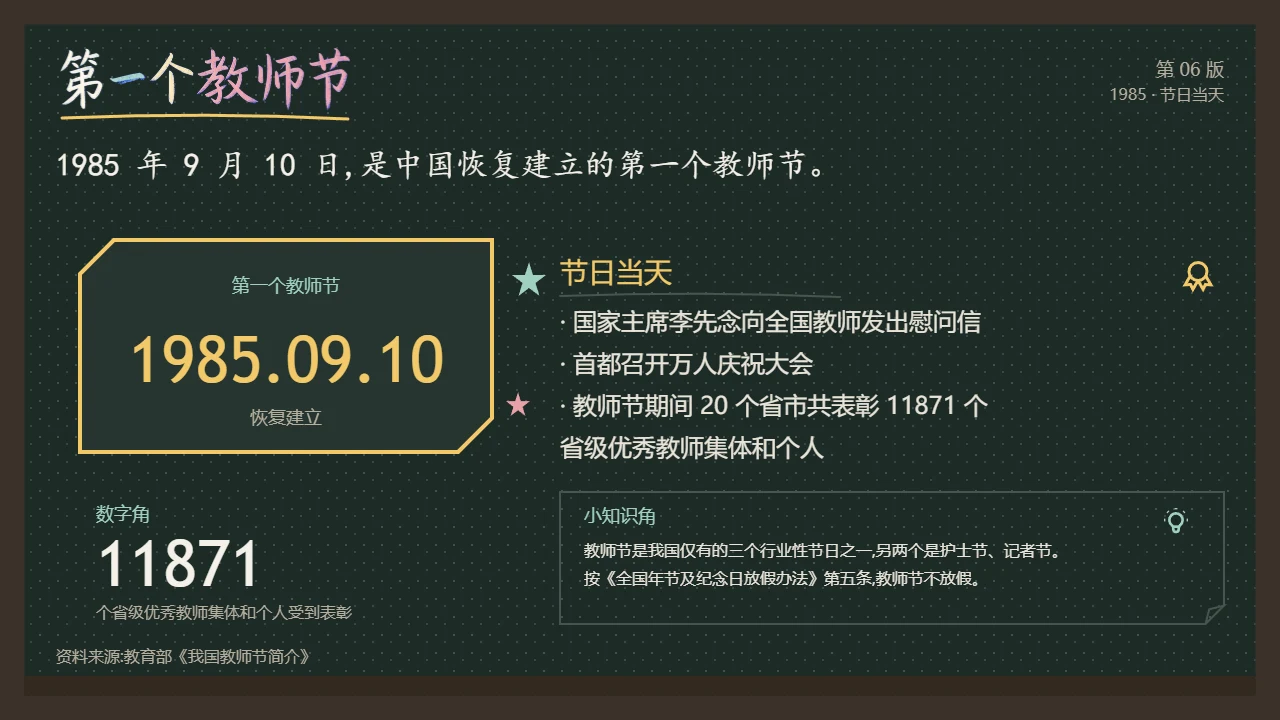 第一个教师节
第 06 版
1985 · 节日当天
1985 年 9 月 10 日,是中国恢复建立的第一个教师节。
第一个教师节
1985.09.10
恢复建立
节日当天
· 国家主席李先念向全国教师发出慰问信
· 首都召开万人庆祝大会
· 教师节期间 20 个省市共表彰 11871 个
省级优秀教师集体和个人
数字角
11871
个省级优秀教师集体和个人受到表彰
小知识角
教师节是我国仅有的三个行业性节日之一,另两个是护士节、记者节。
按《全国年节及纪念日放假办法》第五条,教师节不放假。
资料来源:教育部《我国教师节简介》